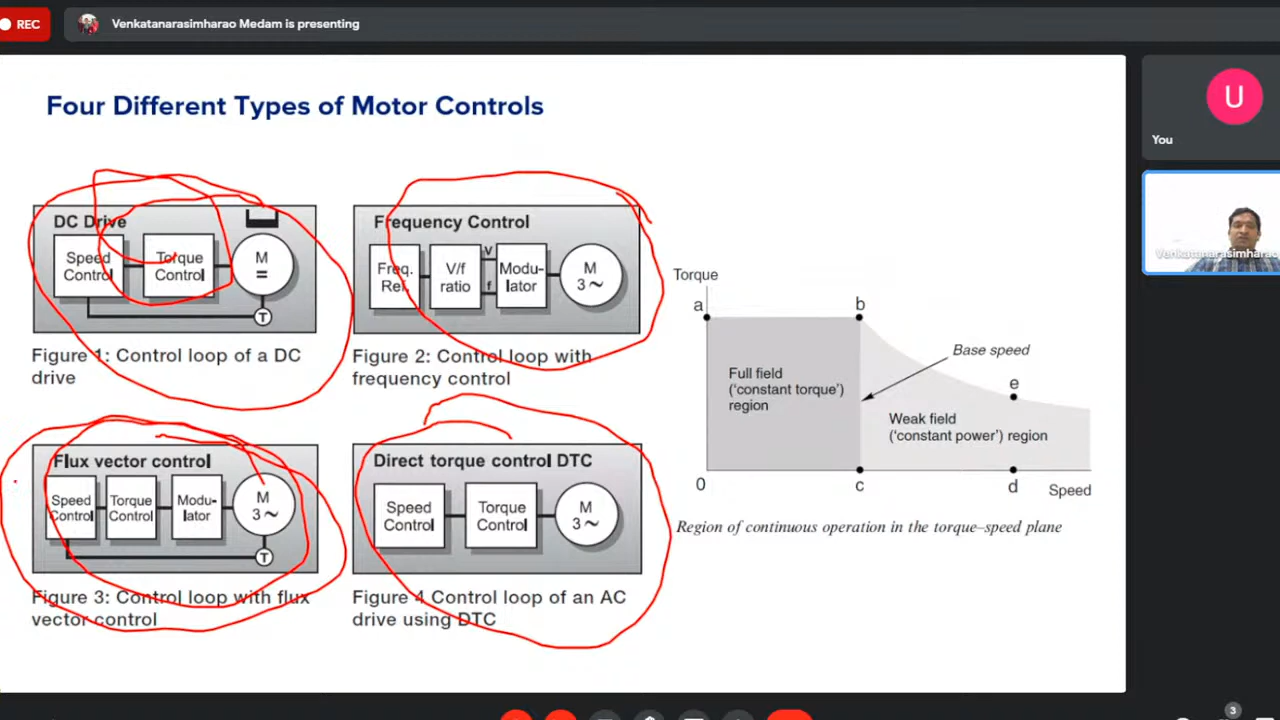 REC
Venkatanarasimharao Medam is presenting
Four Different Types of Motor Controls
DC Drive
Speed
Control
Torque
Control
M
=
T
Figure 1: Control loop of a DC
drive
Frequency Control
Freq.
Ref.
V/f
ratio
V
f
Modu-
lator
M
3~
Figure 2: Control loop with
frequency control
Flux vector control
Speed
Control
Torque
Control
Modu-
lator
M
3~
T
Figure 3: Control loop with flux
vector control
Direct torque control DTC
Speed
Control
Torque
Control
M
3~
Figure 4 Control loop of an AC
drive using DTC
Torque
a
b
Base speed
Full field
('constant torque')
region
e
Weak field
('constant power') region
0
c
d
Speed
Region of continuous operation in the torque–speed plane
U
You
Venkatanarasimharao
3